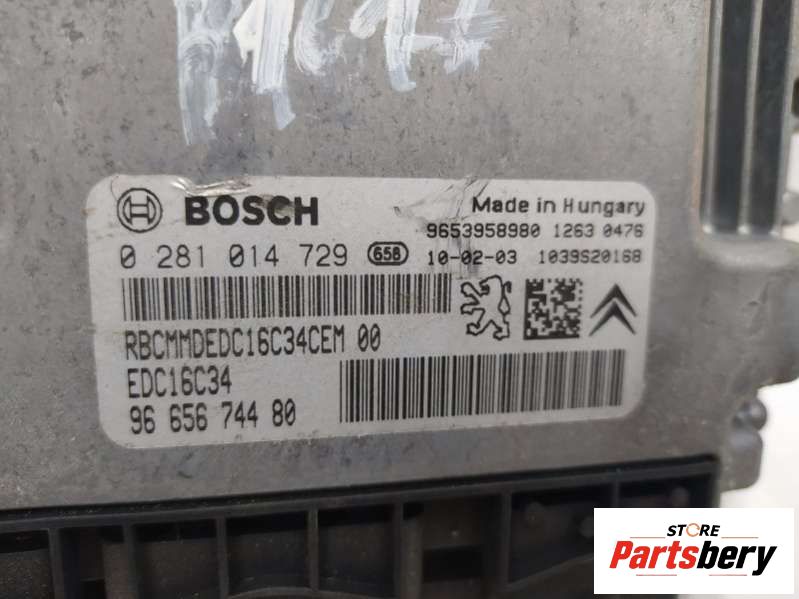 BOSCH
Made in Hungary
9653958980 1263 0476
0 281 014 729 658 10-02-03 1039S20168
RBCMMDEDC16C34CEM 00
EDC16C34
96 656 744 80
STORE
Partsbery